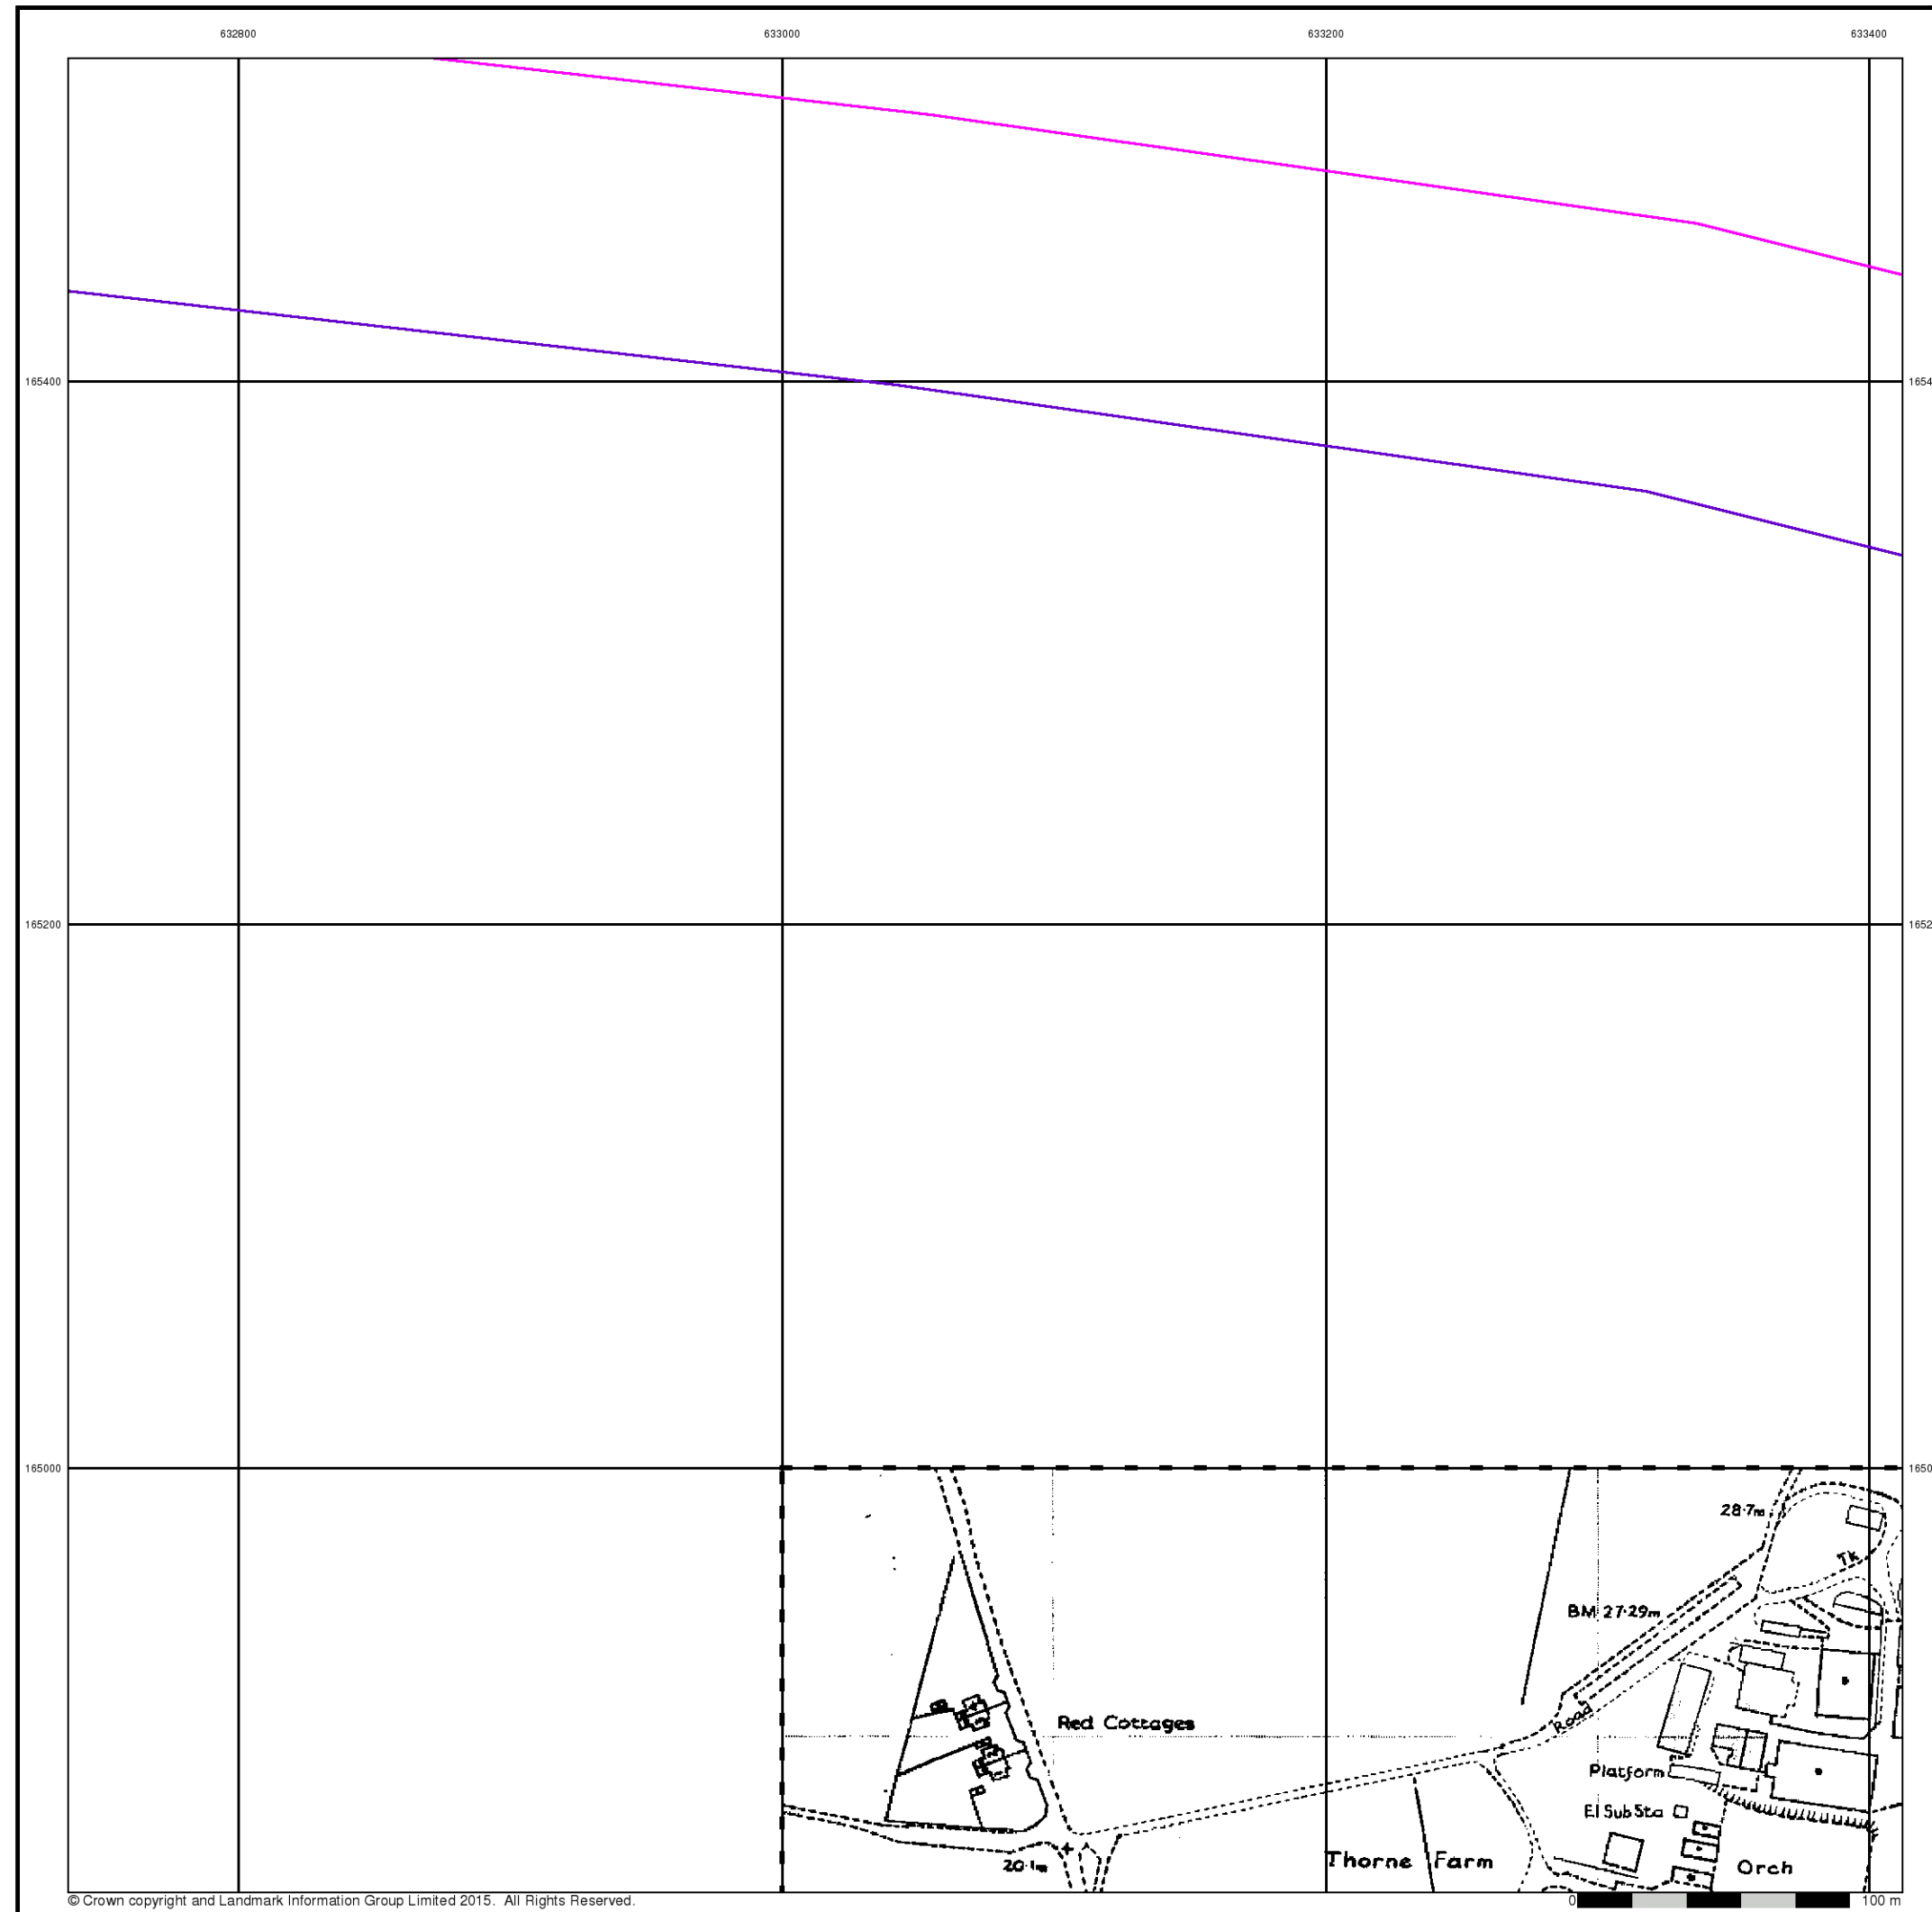 632800 633000 633200 633400
165400 1654
165200 1652
165000 1650
28·7m
Tk
BM 27·29m
Road
Red Cottages
Platform
El Sub Sta
20·1m
Thorne Farm
Orch
© Crown copyright and Landmark Information Group Limited 2015. All Rights Reserved.
0 100 m